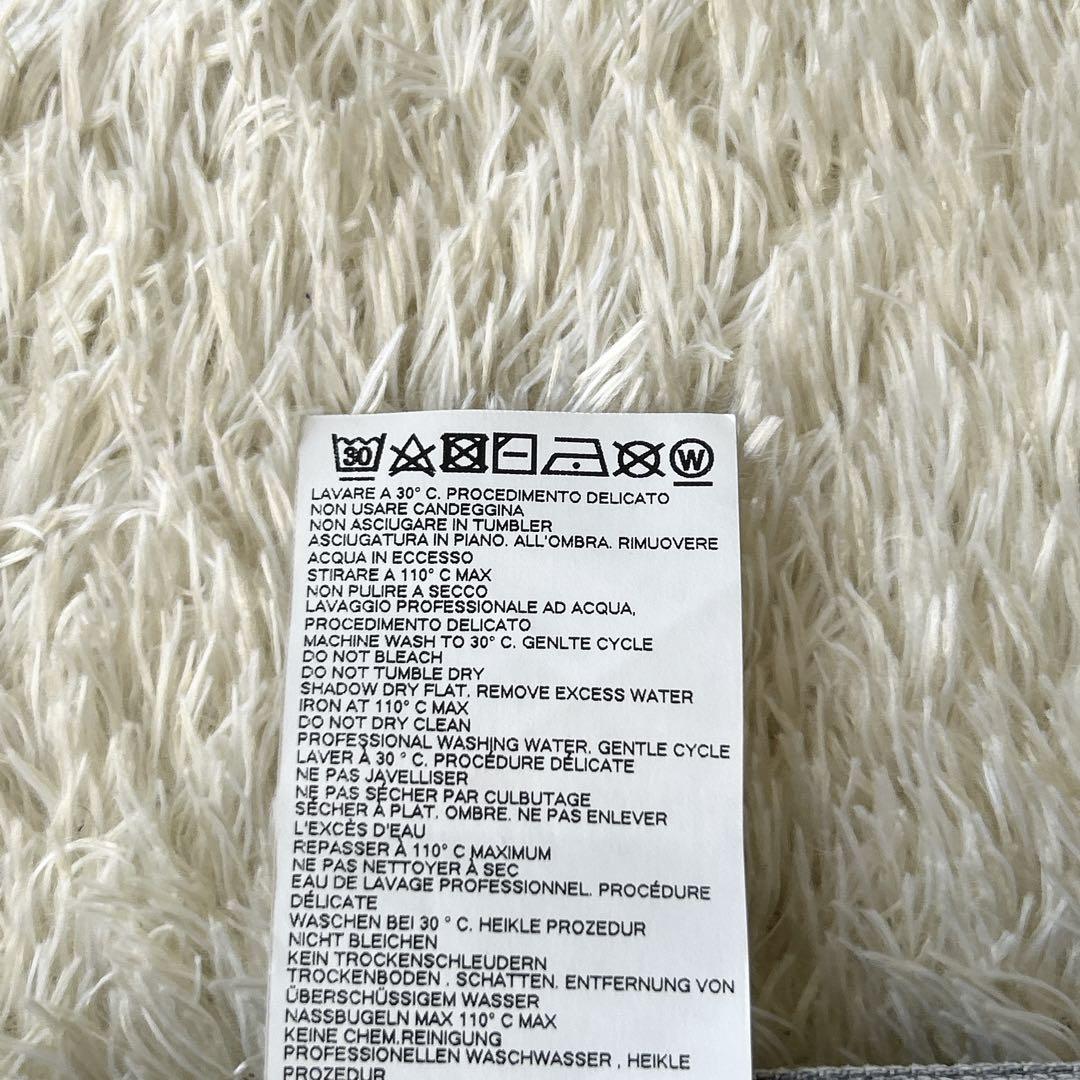 30 W
LAVARE A 30° C. PROCEDIMENTO DELICATO
NON USARE CANDEGGINA
NON ASCIUGARE IN TUMBLER
ASCIUGATURA IN PIANO. ALL'OMBRA. RIMUOVERE
ACQUA IN ECCESSO
STIRARE A 110° C MAX
NON PULIRE A SECCO
LAVAGGIO PROFESSIONALE AD ACQUA,
PROCEDIMENTO DELICATO
MACHINE WASH TO 30° C. GENLTE CYCLE
DO NOT BLEACH
DO NOT TUMBLE DRY
SHADOW DRY FLAT. REMOVE EXCESS WATER
IRON AT 110° C MAX
DO NOT DRY CLEAN
PROFESSIONAL WASHING WATER. GENTLE CYCLE
LAVER À 30 ° C. PROCÉDURE DÉLICATE
NE PAS JAVELLISER
NE PAS SÉCHER PAR CULBUTAGE
SÉCHER À PLAT. OMBRE. NE PAS ENLEVER
L'EXCÈS D'EAU
REPASSER À 110° C MAXIMUM
NE PAS NETTOYER À SEC
EAU DE LAVAGE PROFESSIONNEL. PROCÉDURE
DÉLICATE
WASCHEN BEI 30 ° C. HEIKLE PROZEDUR
NICHT BLEICHEN
KEIN TROCKENSCHLEUDERN
TROCKENBODEN . SCHATTEN. ENTFERNUNG VON
ÜBERSCHÜSSIGEM WASSER
NASSBUGELN MAX 110° C MAX
KEINE CHEM.REINIGUNG
PROFESSIONELLEN WASCHWASSER , HEIKLE
PROZEDUR